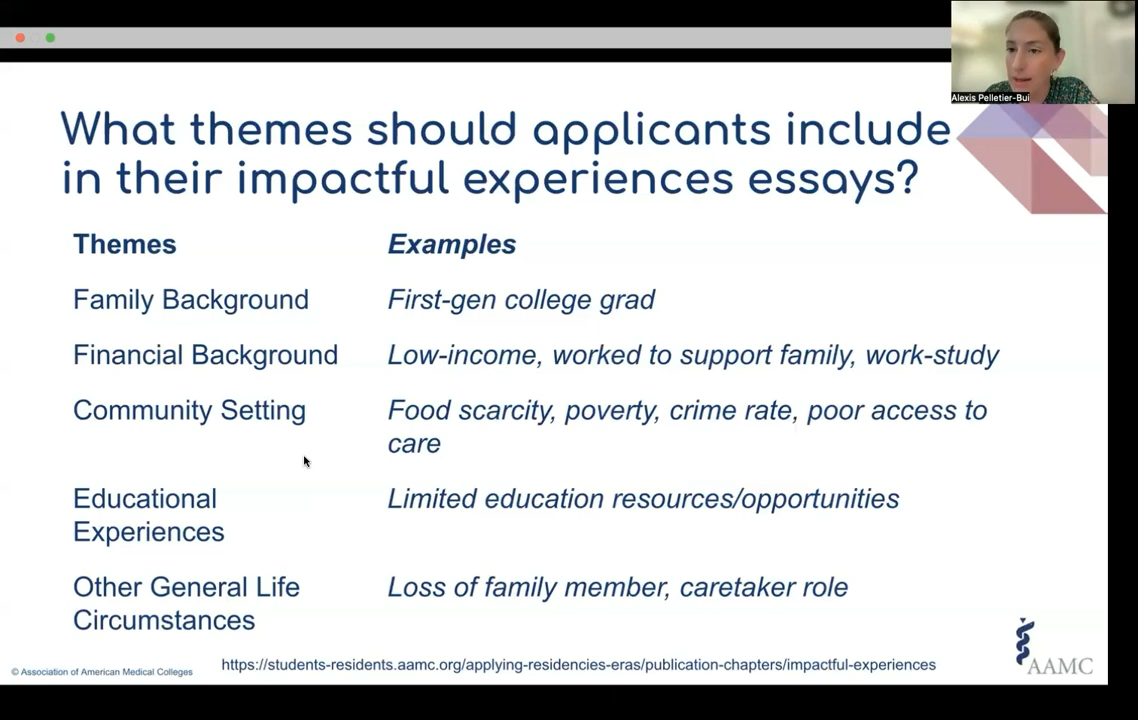 Alexis Pelletier-Bui
What themes should applicants include
in their impactful experiences essays?
Themes
Examples
Family Background
First-gen college grad
Financial Background
Low-income, worked to support family, work-study
Community Setting
Food scarcity, poverty, crime rate, poor access to
care
Educational
Experiences
Limited education resources/opportunities
Other General Life
Circumstances
Loss of family member, caretaker role
© Association of American Medical Colleges
https://students-residents.aamc.org/applying-residencies-eras/publication-chapters/impactful-experiences
AAMC